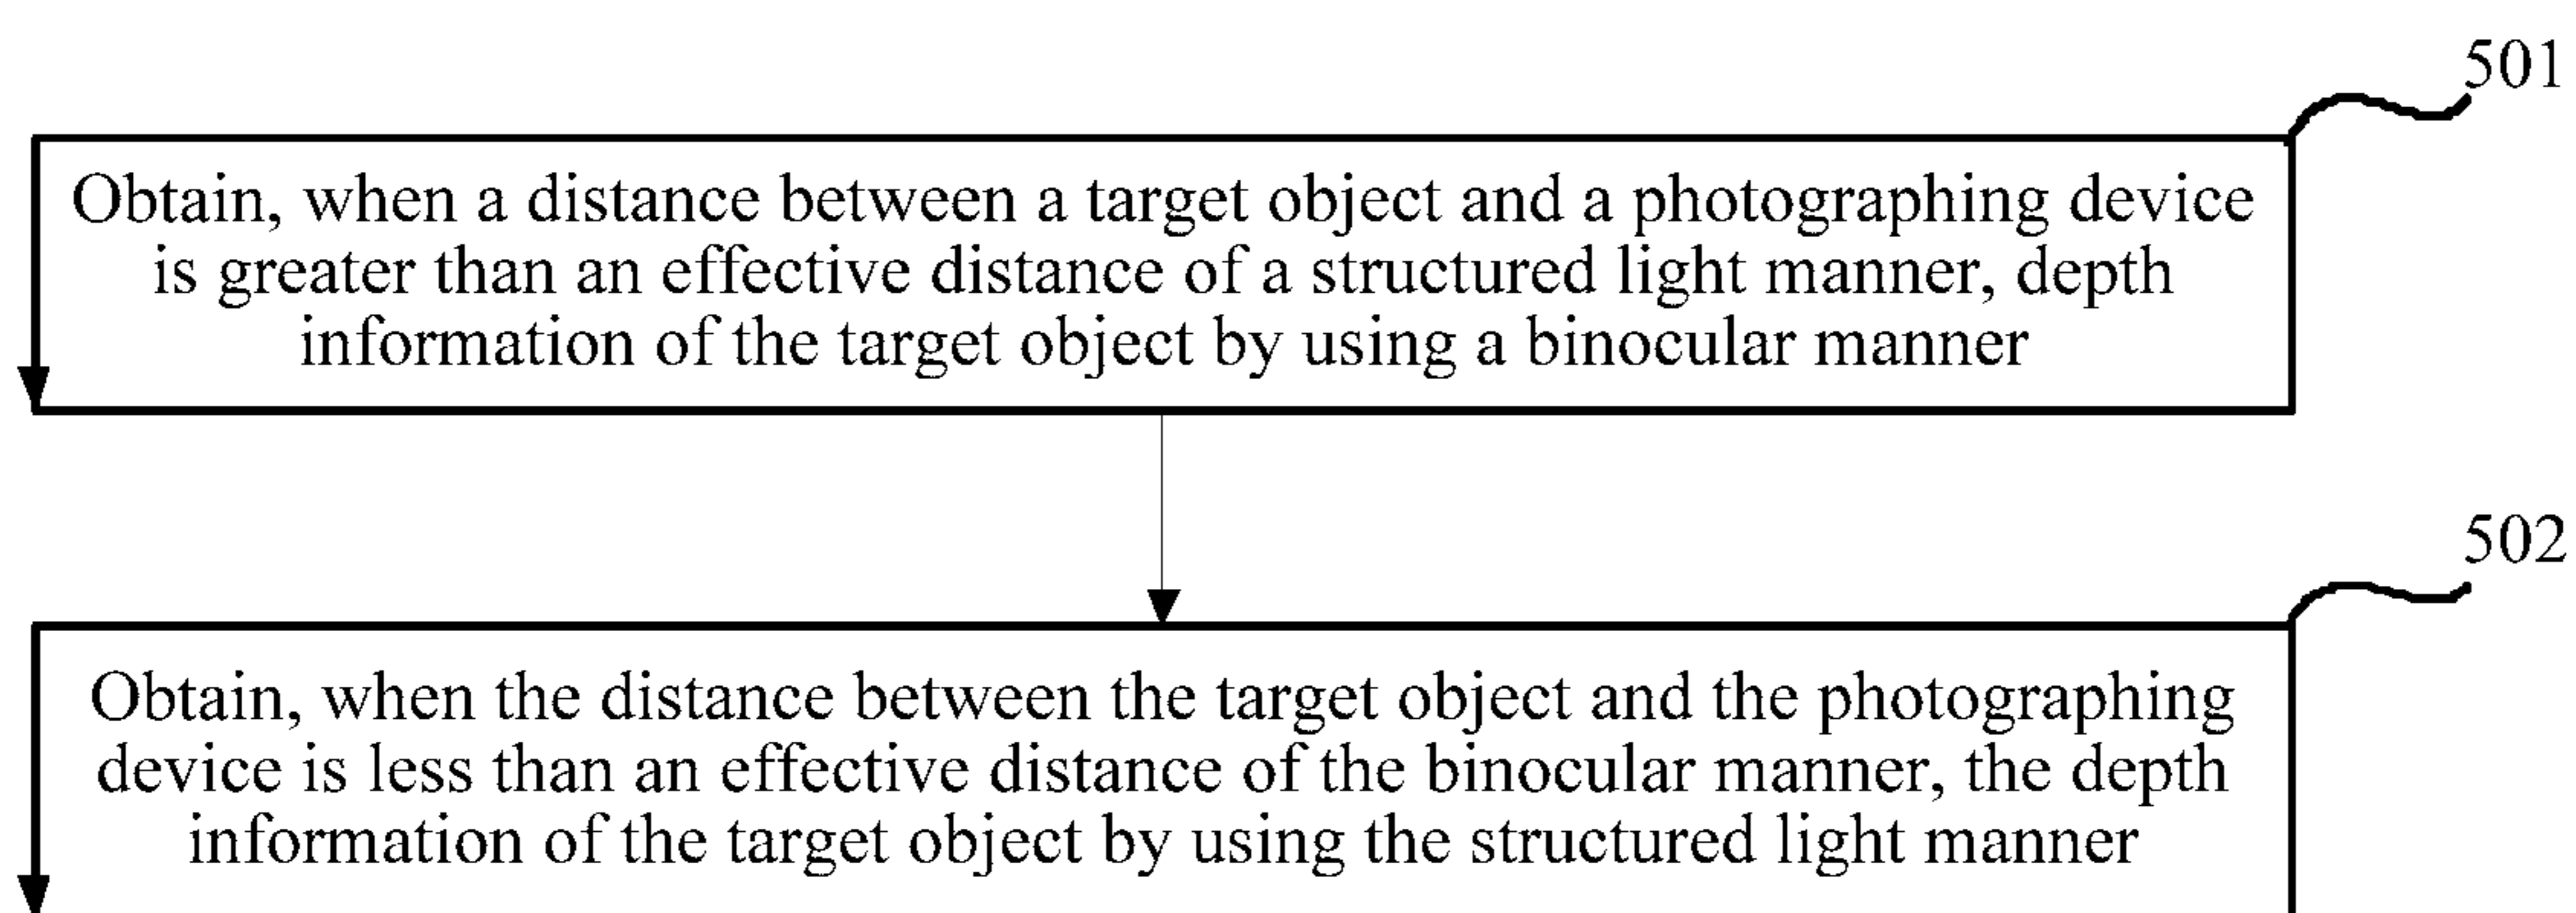 501
Obtain, when a distance between a target object and a photographing device
is greater than an effective distance of a structured light manner, depth
information of the target object by using a binocular manner
502
Obtain, when the distance between the target object and the photographing
device is less than an effective distance of the binocular manner, the depth
information of the target object by using the structured light manner